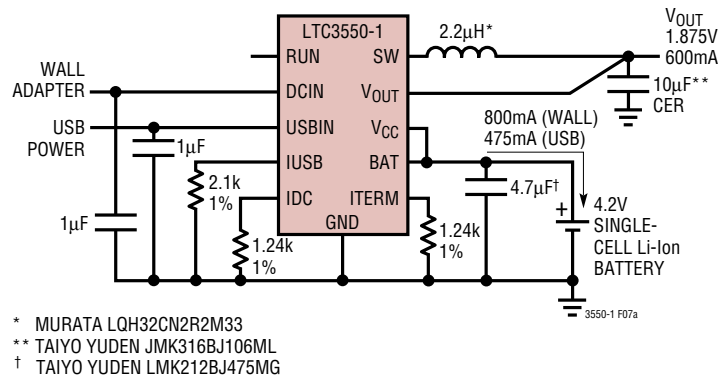 LTC3550-1
RUN
SW
2.2µH*
VOUT
1.875V
600mA
WALL
ADAPTER
DCIN
VOUT
10µF**
CER
USB
POWER
USBIN
VCC
800mA (WALL)
475mA (USB)
1µF
IUSB
BAT
4.7µF†
2.1k
1%
IDC
ITERM
+
4.2V
SINGLE-
CELL Li-Ion
BATTERY
1µF
GND
1.24k
1%
1.24k
1%
3550-1 F07a
* MURATA LQH32CN2R2M33
** TAIYO YUDEN JMK316BJ106ML
† TAIYO YUDEN LMK212BJ475MG